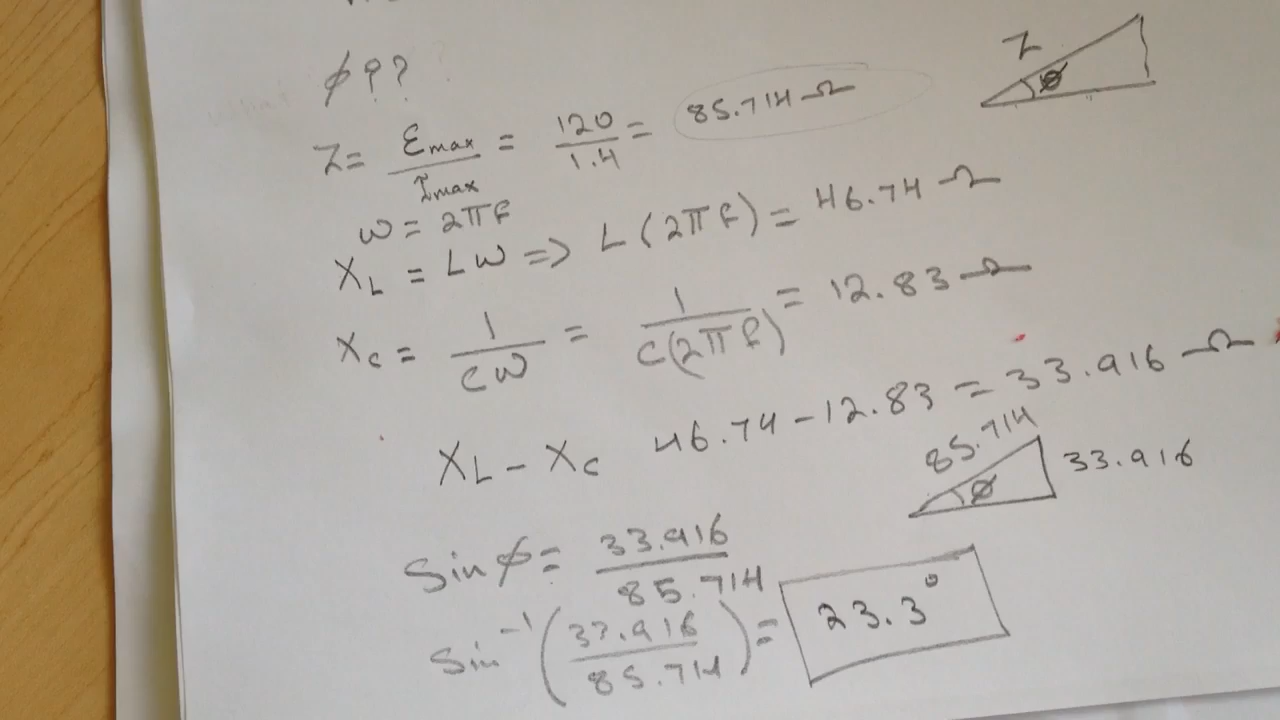 ϕ??
Z
ϕ
Z = Ɛmax / Imax = 120 / 1.4 = 85.714 Ω
ω = 2πf
XL = Lω => L(2πf) = 46.74 Ω
Xc = 1 / cω = 1 / c(2πf) = 12.83 Ω
XL - Xc 46.74 - 12.83 = 33.916 Ω
85.714
ϕ
33.916
Sin ϕ = 33.916 / 85.714
Sin⁻¹ (33.916 / 85.714) = 23.3°